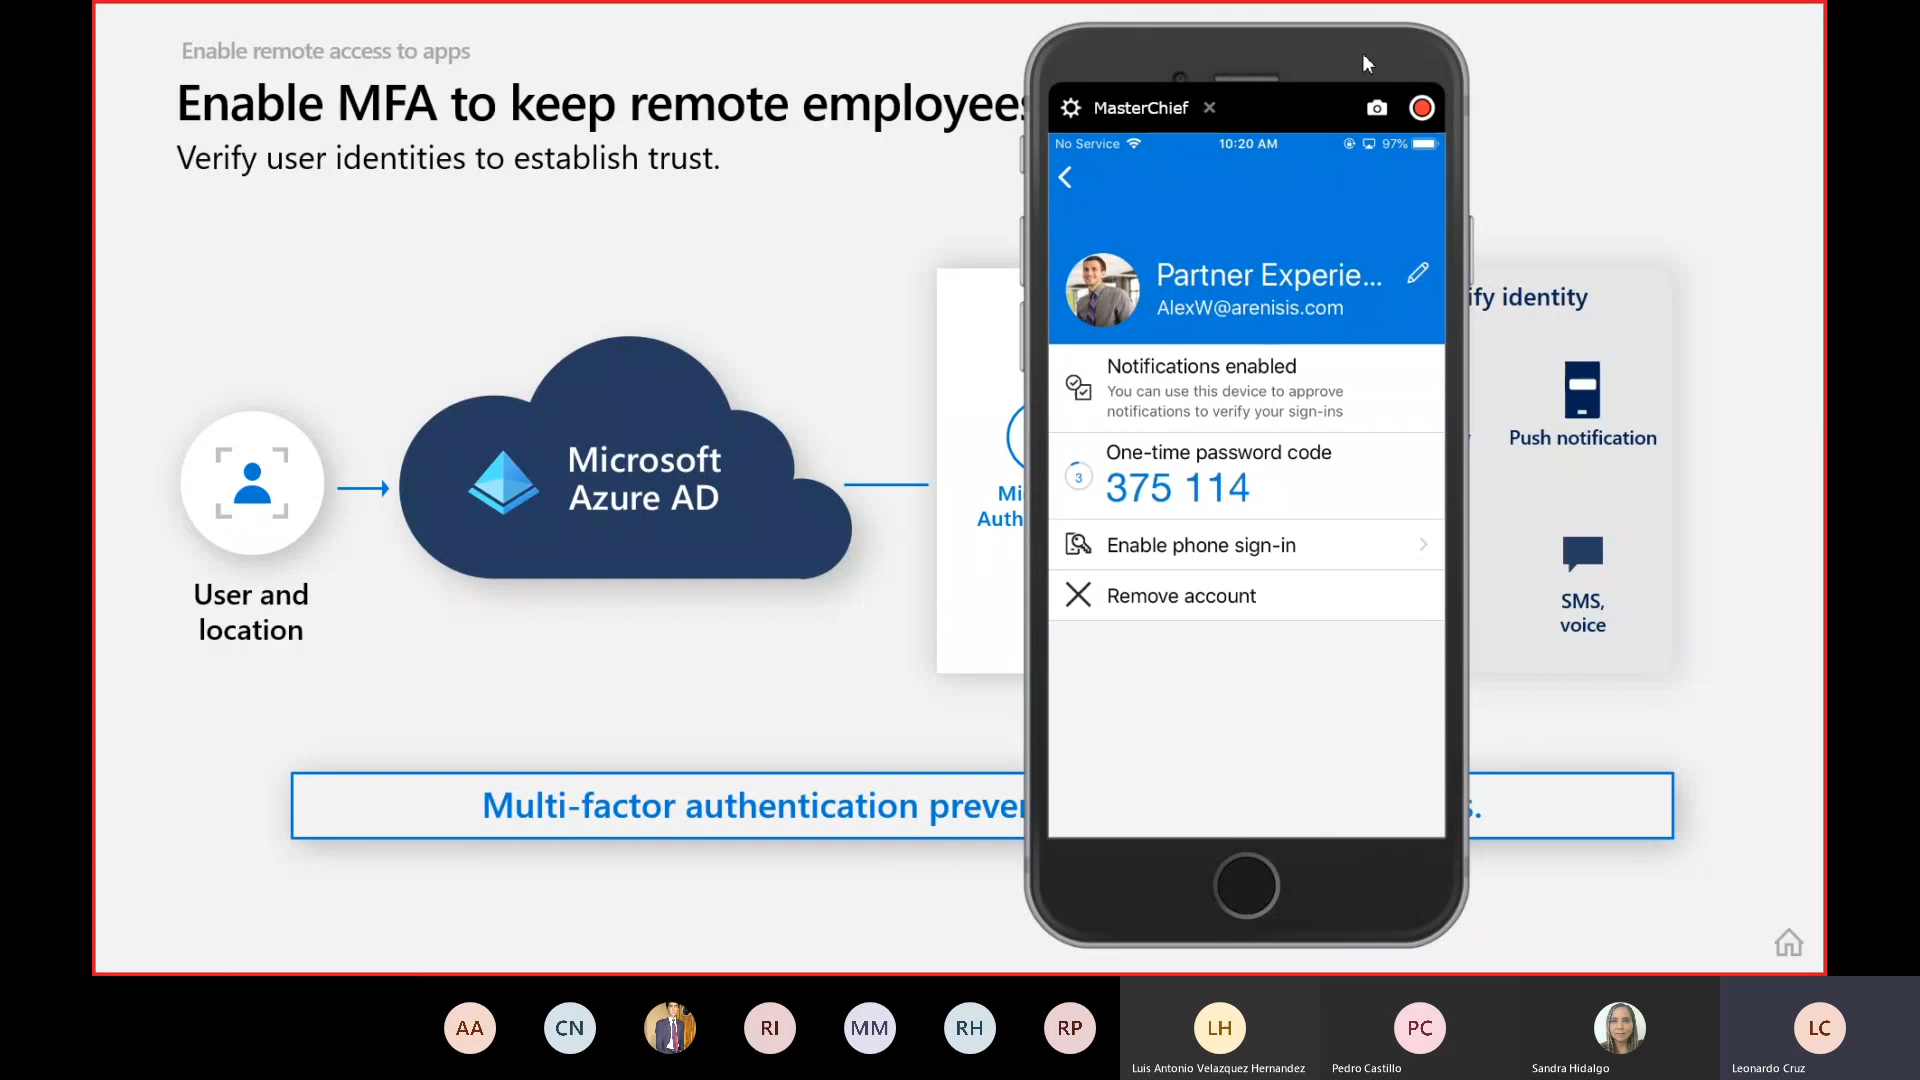 Enable remote access to apps
Enable MFA to keep remote employees
Verify user identities to establish trust.
MasterChief
No Service
10:20 AM
97%
Partner Experie...
AlexW@arenisis.com
Notifications enabled
You can use this device to approve
notifications to verify your sign-ins
One-time password code
3
375 114
Enable phone sign-in
Remove account
User and
location
Microsoft
Azure AD
Mi
Auth
ify identity
Push notification
SMS,
voice
Multi-factor authentication preven
s.
AA
CN
RI
MM
RH
RP
LH
Luis Antonio Velazquez Hernandez
PC
Pedro Castillo
Sandra Hidalgo
LC
Leonardo Cruz